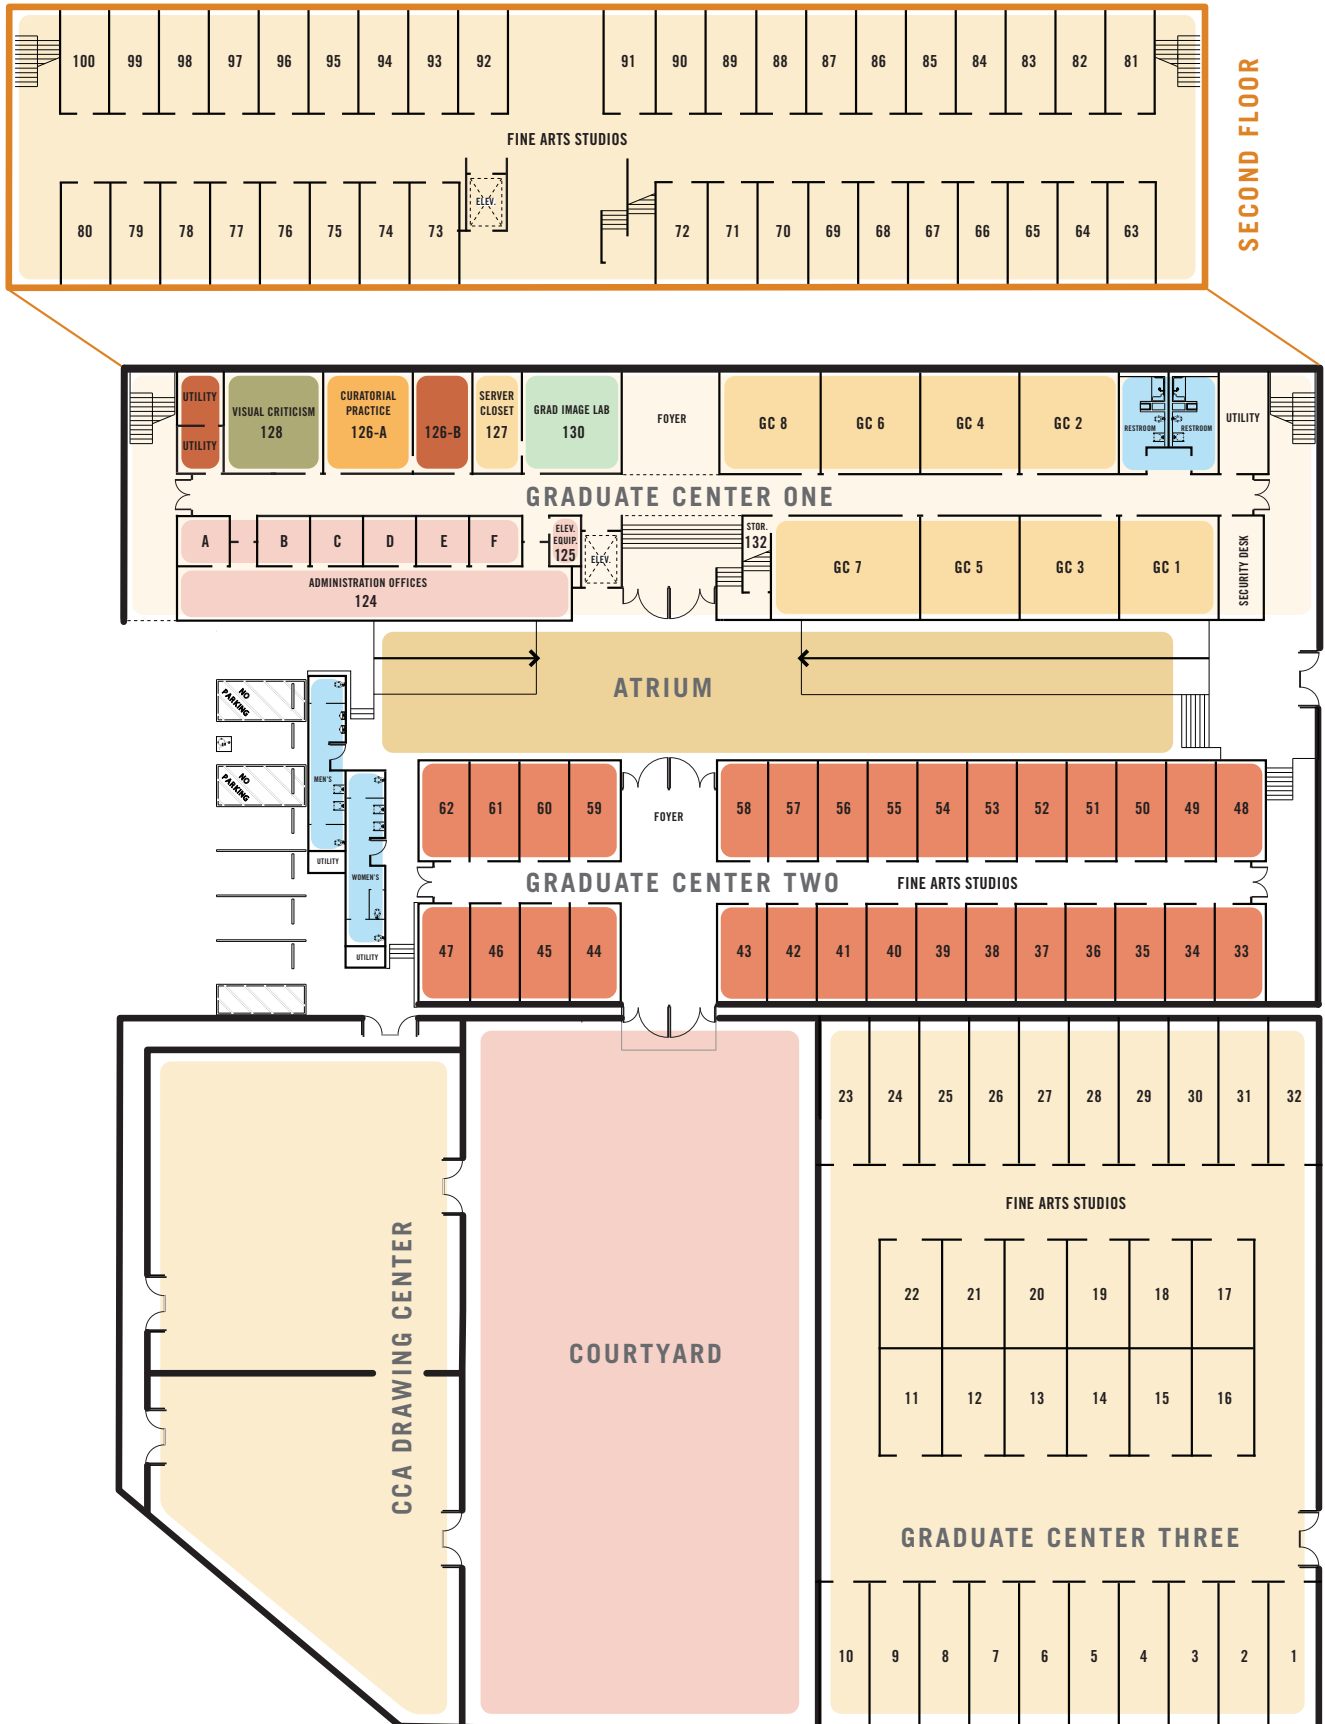 100 99 98 97 96 95 94 93 92 91 90 89 88 87 86 85 84 83 82 81
FINE ARTS STUDIOS
ELEV.
80 79 78 77 76 75 74 73 72 71 70 69 68 67 66 65 64 63
SECOND FLOOR
UTILITY
UTILITY
VISUAL CRITICISM
128
CURATORIAL
PRACTICE
126-A
126-B
SERVER
CLOSET
127
GRAD IMAGE LAB
130
FOYER
GC 8
GC 6
GC 4
GC 2
RESTROOM
RESTROOM
UTILITY
GRADUATE CENTER ONE
A B C D E F
ELEV.
EQUIP.
125
ELEV.
STOR.
132
GC 7
GC 5
GC 3
GC 1
SECURITY DESK
ADMINISTRATION OFFICES
124
ATRIUM
NO
PARKING
NO
PARKING
MEN'S
UTILITY
WOMEN'S
UTILITY
62 61 60 59
FOYER
58 57 56 55 54 53 52 51 50 49 48
GRADUATE CENTER TWO
FINE ARTS STUDIOS
47 46 45 44 43 42 41 40 39 38 37 36 35 34 33
CCA DRAWING CENTER
COURTYARD
23 24 25 26 27 28 29 30 31 32
FINE ARTS STUDIOS
22 21 20 19 18 17
11 12 13 14 15 16
GRADUATE CENTER THREE
10 9 8 7 6 5 4 3 2 1